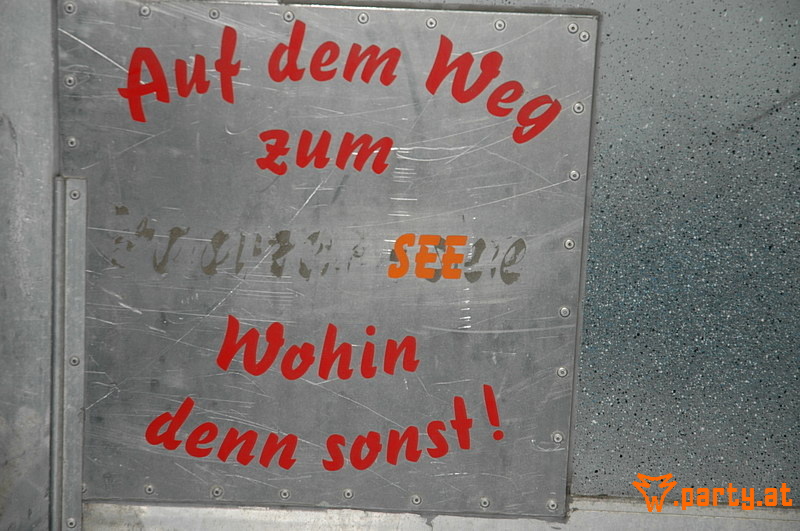 Auf dem Weg
zum
SEE
Wohin
denn sonst!
party.at